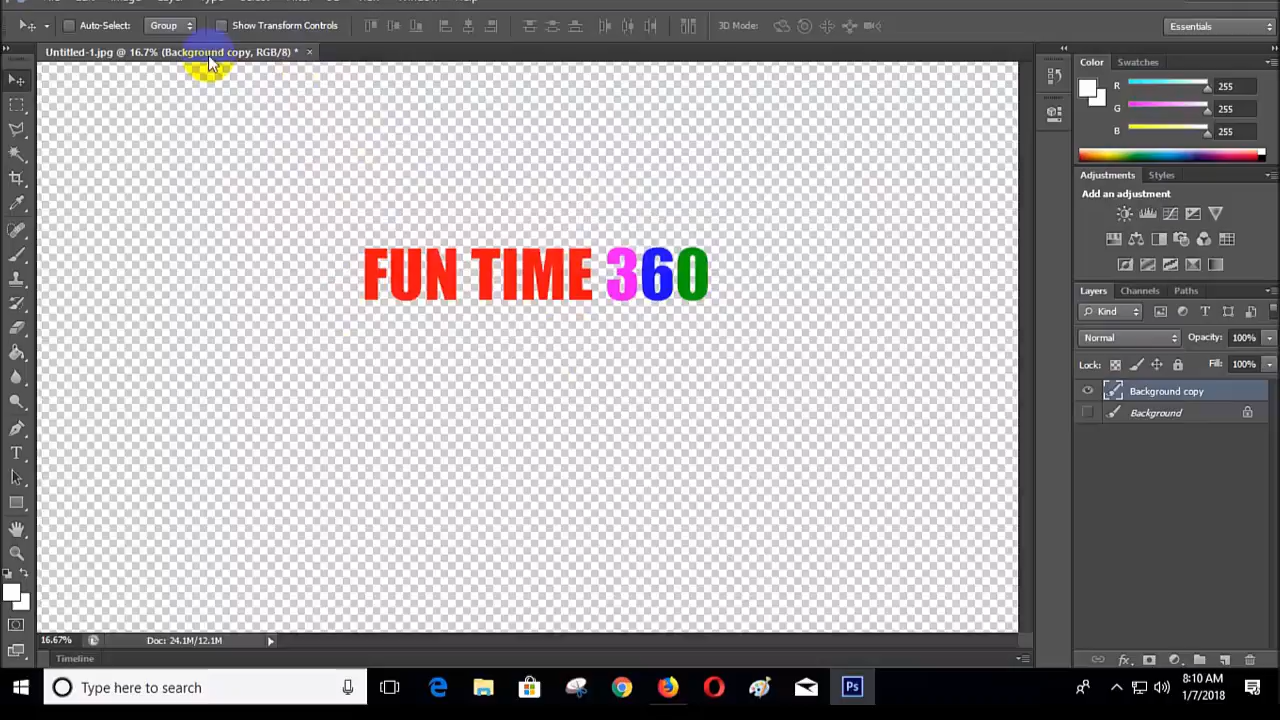 Auto-Select:
Group
Show Transform Controls
3D Mode:
Essentials
Untitled-1.jpg @ 16.7% (Background copy, RGB/8) *
Color
Swatches
R
255
G
255
B
255
Adjustments
Styles
Add an adjustment
FUN TIME 360
Layers
Channels
Paths
Kind
Normal
Opacity:
100%
Lock:
Fill:
100%
Background copy
Background
16.67%
Doc: 24.1M/12.1M
Timeline
Type here to search
Ps
8:10 AM
1/7/2018